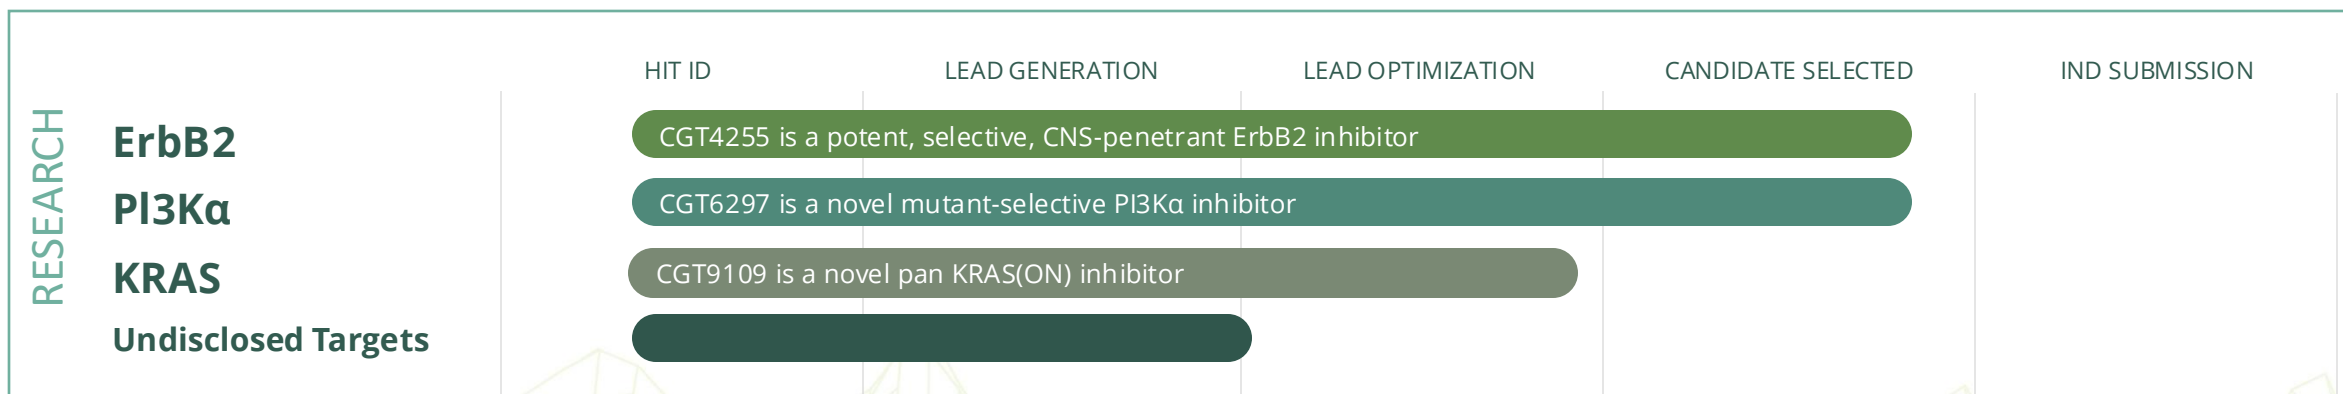 HIT ID
LEAD GENERATION
LEAD OPTIMIZATION
CANDIDATE SELECTED
IND SUBMISSION
RESEARCH
ErbB2
CGT4255 is a potent, selective, CNS-penetrant ErbB2 inhibitor
PI3Kα
CGT6297 is a novel mutant-selective PI3Kα inhibitor
KRAS
CGT9109 is a novel pan KRAS(ON) inhibitor
Undisclosed Targets